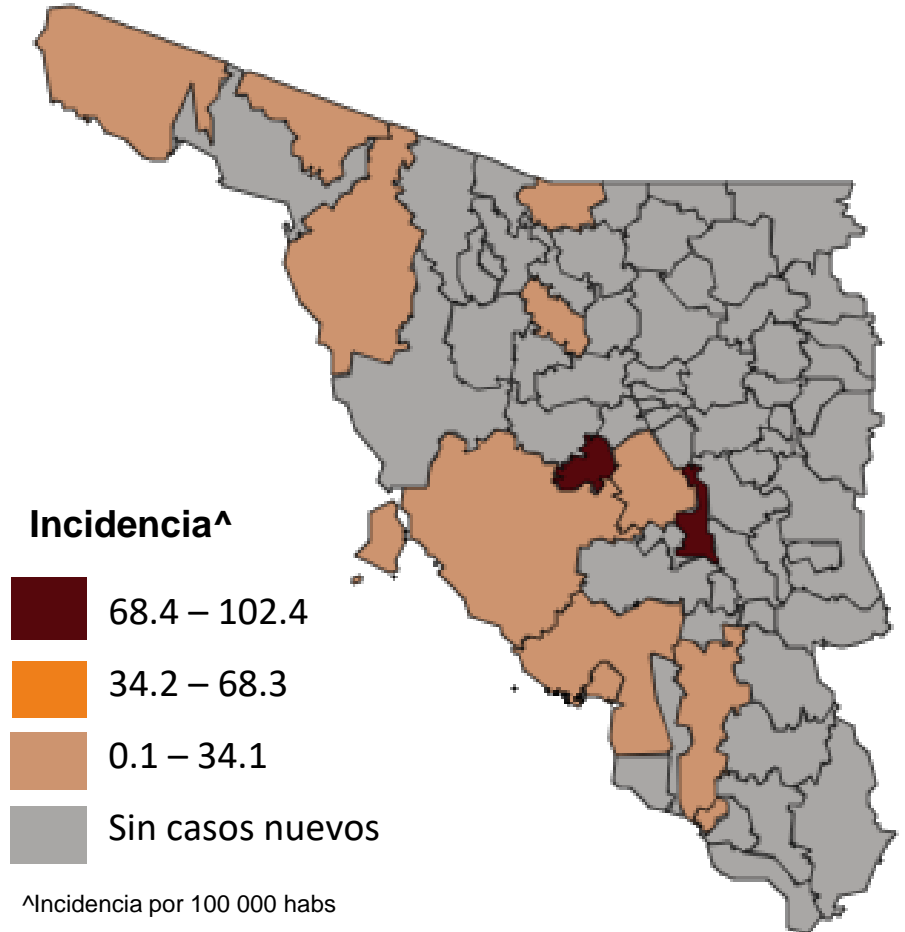 Incidencia^
68.4 – 102.4
34.2 – 68.3
0.1 – 34.1
Sin casos nuevos
^Incidencia por 100 000 habs